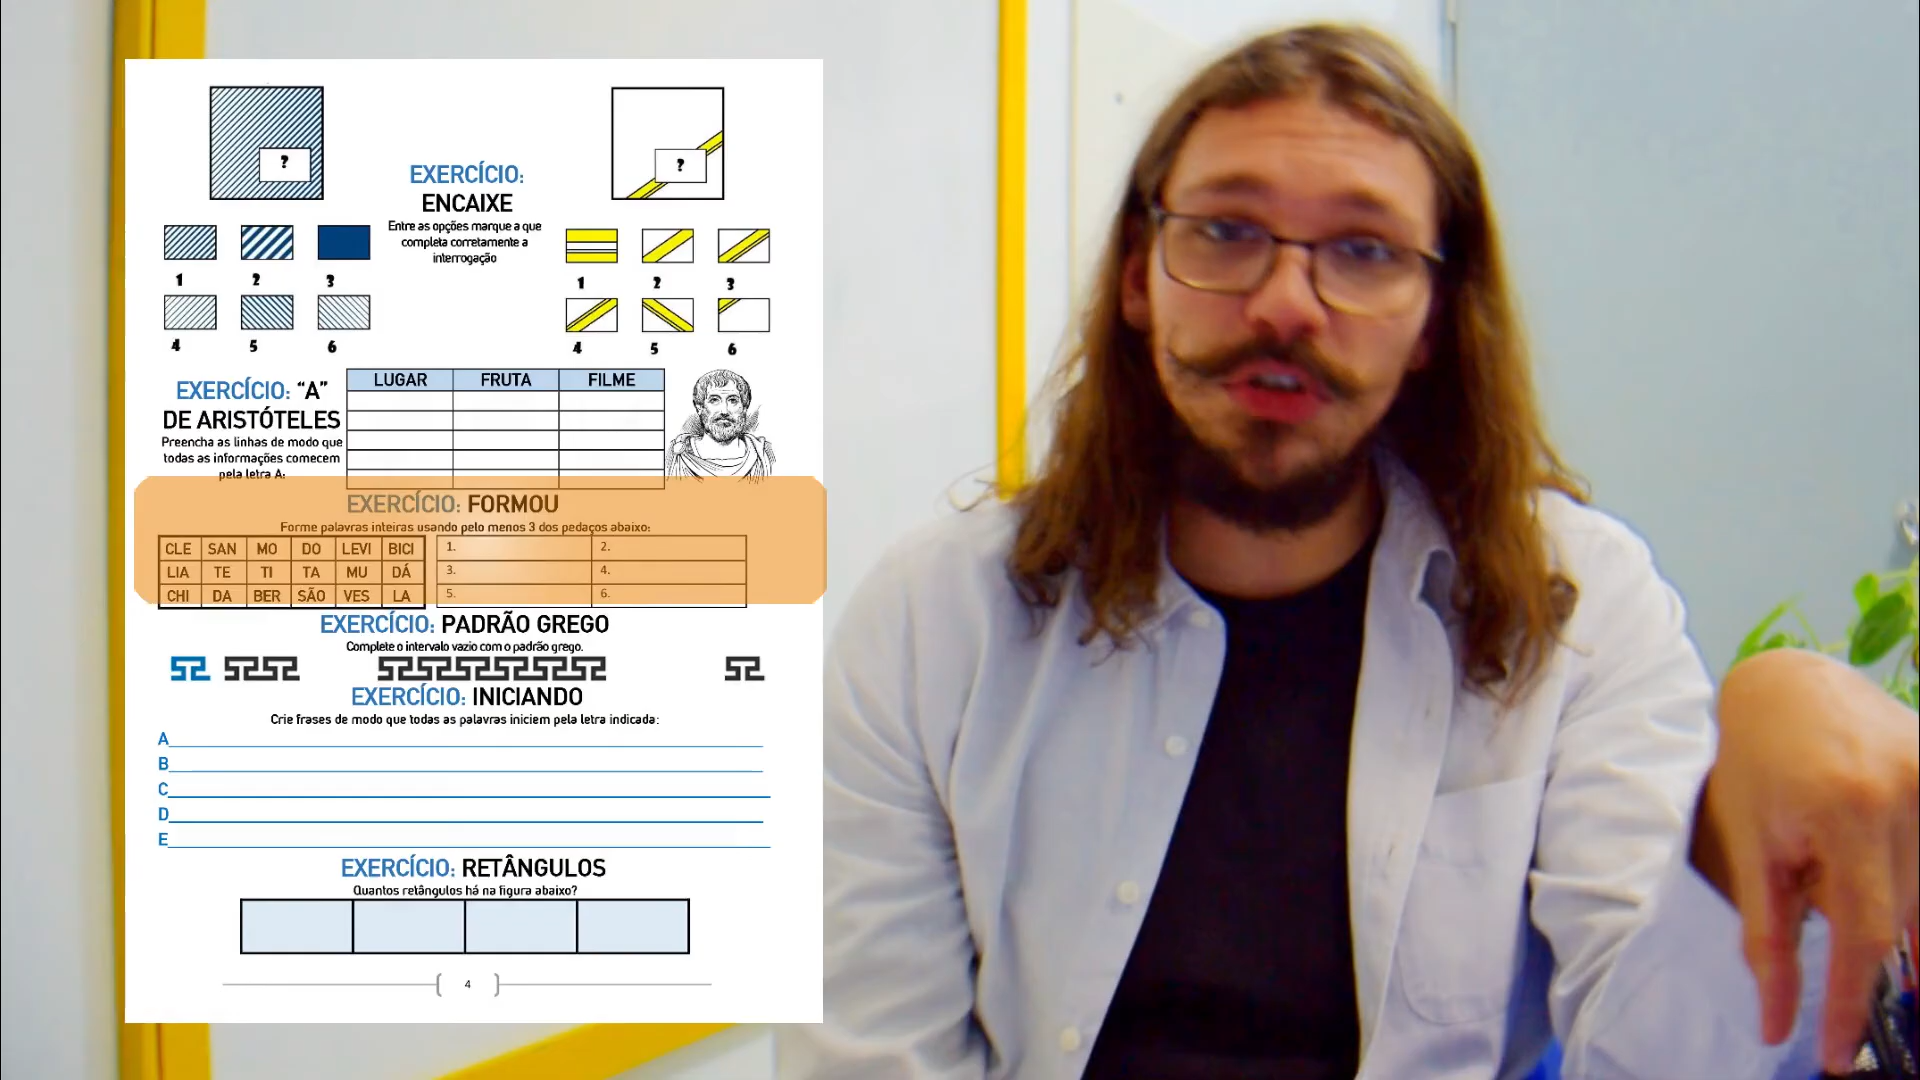 ?
?
EXERCÍCIO:
ENCAIXE
Entre as opções marque a que
completa corretamente a
interrogação
1 2 3
4 5 6
1 2 3
4 5 6
EXERCÍCIO: “A”
DE ARISTÓTELES
Preencha as linhas de modo que
todas as informações comecem
pela letra A:
LUGAR FRUTA FILME
EXERCÍCIO: FORMOU
Forme palavras inteiras usando pelo menos 3 dos pedaços abaixo:
CLE SAN MO DO LEVI BICI
LIA TE TI TA MU DÁ
CHI DA BER SÃO VES LA
1. 2.
3. 4.
5. 6.
EXERCÍCIO: PADRÃO GREGO
Complete o intervalo vazio com o padrão grego.
EXERCÍCIO: INICIANDO
Crie frases de modo que todas as palavras iniciem pela letra indicada:
A
B
C
D
E
EXERCÍCIO: RETÂNGULOS
Quantos retângulos há na figura abaixo?
4